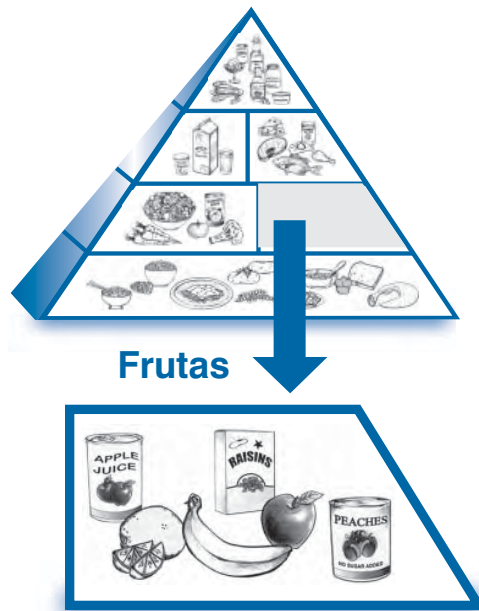 Frutas
APPLE
JUICE
RAISINS
PEACHES
NO SUGAR ADDED